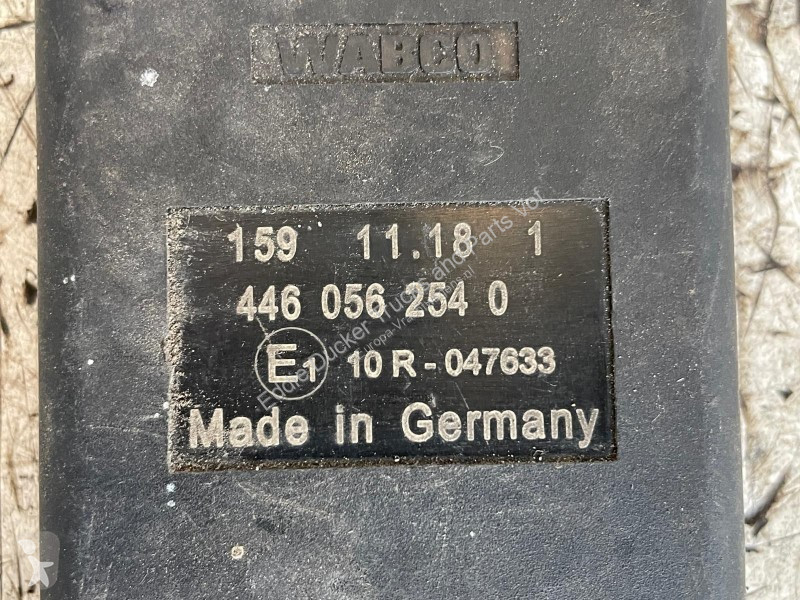 WABCO
159 11.18 1
446 056 254 0
E1 10 R - 047633
Made in Germany